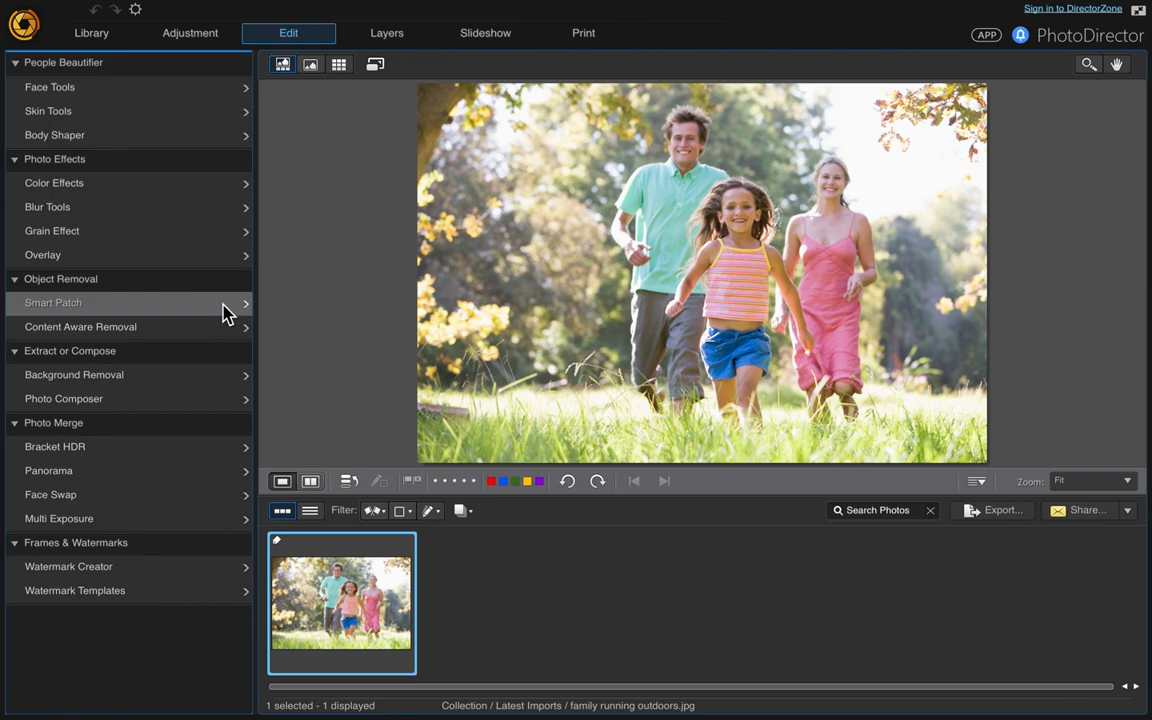 Sign in to DirectorZone
Library
Adjustment
Edit
Layers
Slideshow
Print
APP
PhotoDirector
People Beautifier
Face Tools
Skin Tools
Body Shaper
Photo Effects
Color Effects
Blur Tools
Grain Effect
Overlay
Object Removal
Smart Patch
Content Aware Removal
Extract or Compose
Background Removal
Photo Composer
Photo Merge
Bracket HDR
Panorama
Face Swap
Multi Exposure
Frames & Watermarks
Watermark Creator
Watermark Templates
Zoom: Fit
Filter:
Search Photos
Export...
Share...
1 selected - 1 displayed
Collection / Latest Imports / family running outdoors.jpg